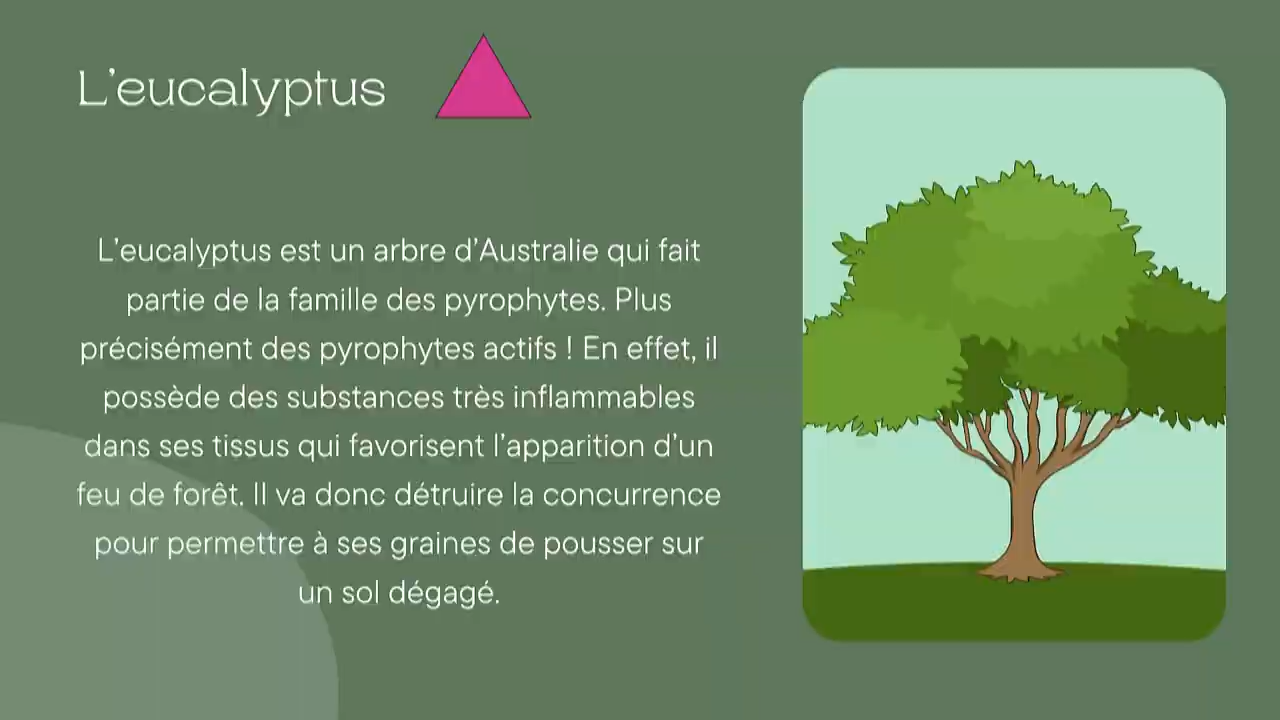 L’eucalyptus
L’eucalyptus est un arbre d’Australie qui fait
partie de la famille des pyrophytes. Plus
précisément des pyrophytes actifs ! En effet, il
possède des substances très inflammables
dans ses tissus qui favorisent l’apparition d’un
feu de forêt. Il va donc détruire la concurrence
pour permettre à ses graines de pousser sur
un sol dégagé.